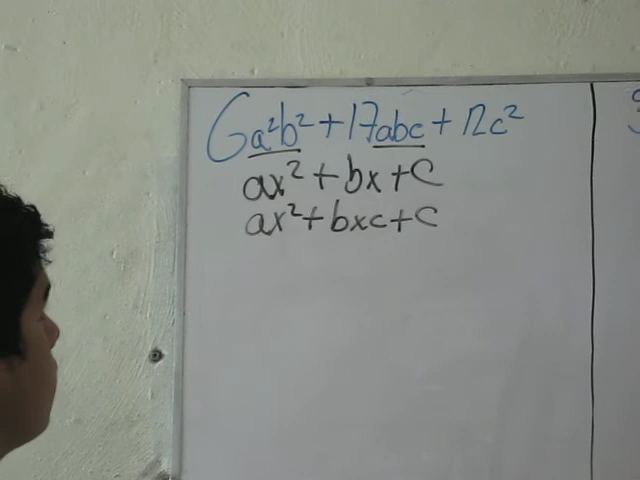 6a²b² + 17abc + 12c²
ax² + bx + c
ax² + bxc + c